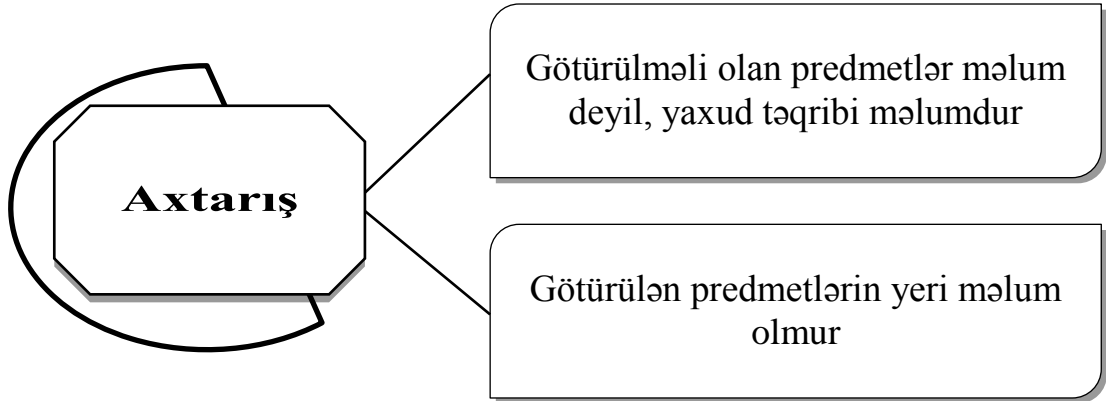 Axtarış
Götürülməli olan predmetlər məlum
deyil, yaxud təqribi məlumdur
Götürülən predmetlərin yeri məlum
olmur